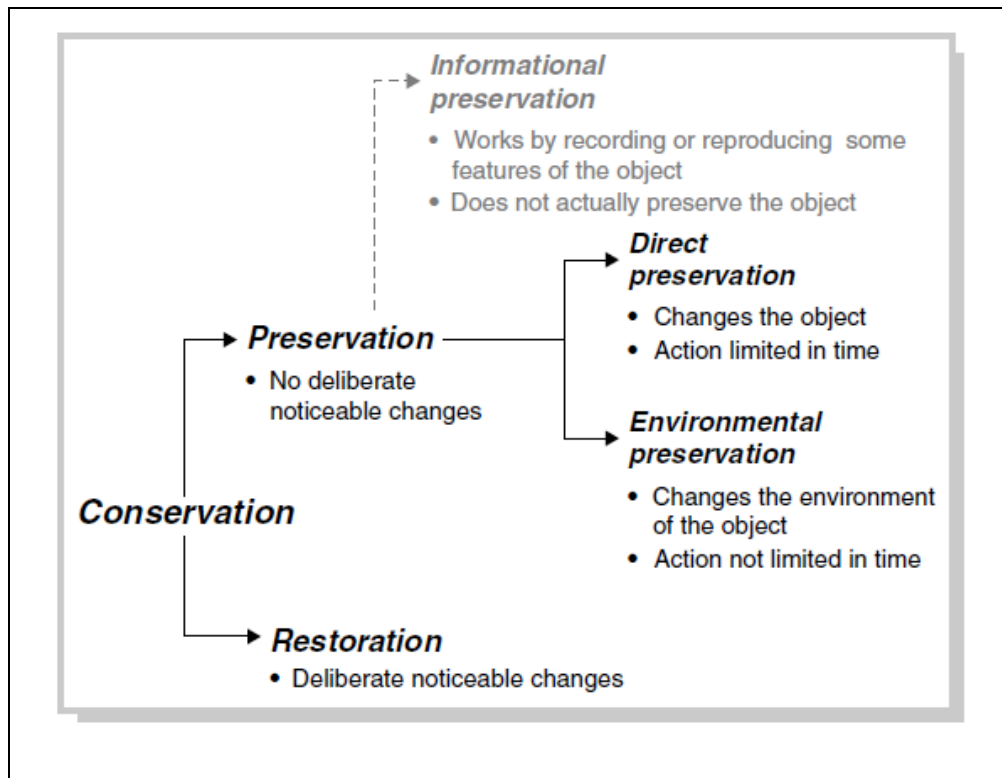 Informational
preservation
• Works by recording or reproducing some
features of the object
• Does not actually preserve the object
Direct
preservation
• Changes the object
• Action limited in time
Preservation
• No deliberate
noticeable changes
Environmental
preservation
• Changes the environment
of the object
• Action not limited in time
Conservation
Restoration
• Deliberate noticeable changes